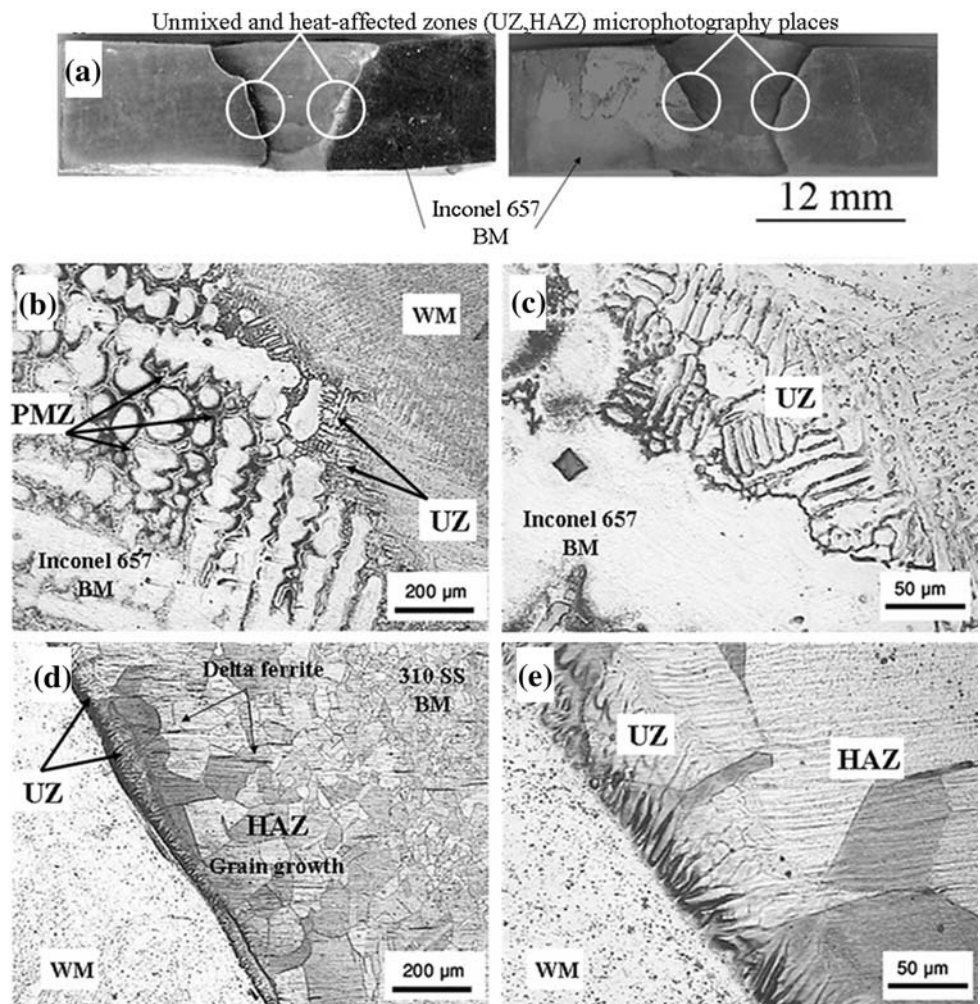 Unmixed and heat-affected zones (UZ,HAZ) microphotography places
(a)
Inconel 657
BM
12 mm
(b)
WM
PMZ
UZ
Inconel 657
BM
200 µm
(c)
UZ
Inconel 657
BM
50 µm
(d)
Delta ferrite
310 SS
BM
UZ
HAZ
Grain growth
WM
200 µm
(e)
UZ
HAZ
WM
50 µm